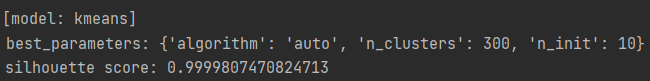 [model: kmeans]
best_parameters: {'algorithm': 'auto', 'n_clusters': 300, 'n_init': 10}
silhouette score: 0.9999807470824713